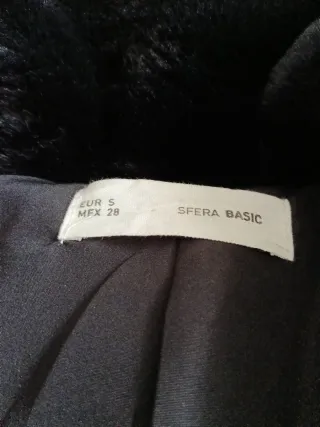 EUR S
MEX 28
SFERA BASIC